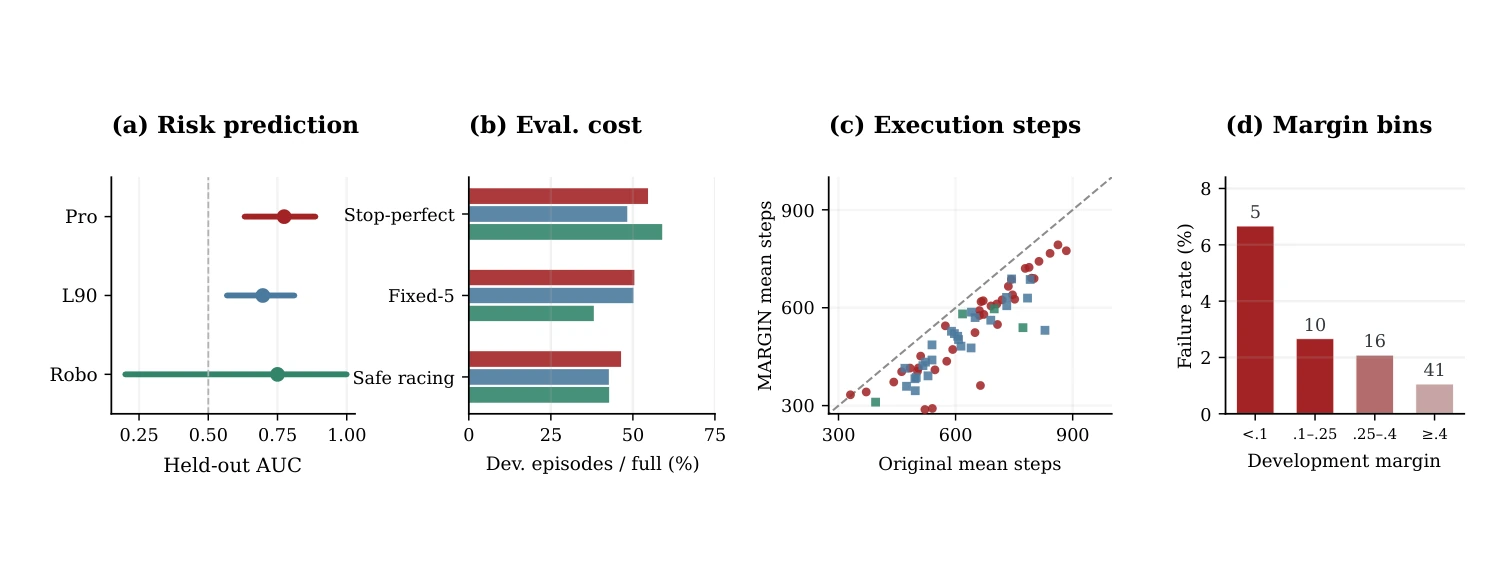 (a) Risk prediction
Pro
L90
Robo
0.25 0.50 0.75 1.00
Held-out AUC
(b) Eval. cost
Stop-perfect
Fixed-5
Safe racing
0 25 50 75
Dev. episodes / full (%)
(c) Execution steps
MARGIN mean steps
900
600
300
300 600 900
Original mean steps
(d) Margin bins
Failure rate (%)
8
6
4
2
0
5
10
16
41
<.1 .1–.25 .25–.4 ≥.4
Development margin